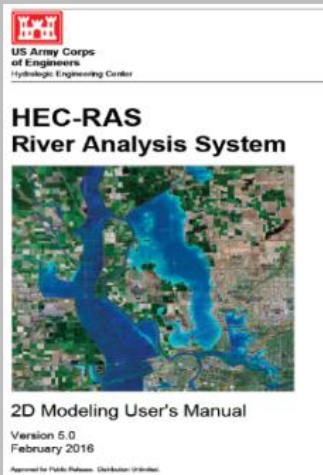 US Army Corps
of Engineers
Hydrologic Engineering Center
HEC-RAS
River Analysis System
2D Modeling User's Manual
Version 5.0
February 2016
Approved for Public Release. Distribution Unlimited.